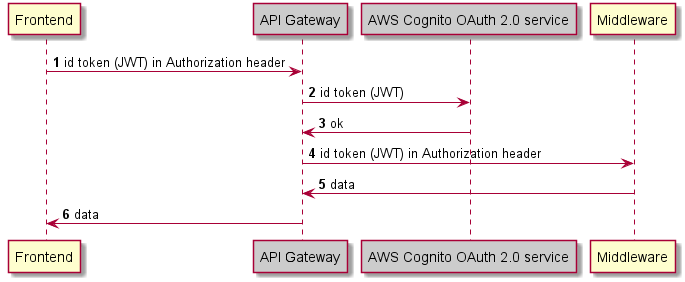 Frontend
API Gateway
AWS Cognito OAuth 2.0 service
Middleware
1 id token (JWT) in Authorization header
2 id token (JWT)
3 ok
4 id token (JWT) in Authorization header
5 data
6 data
Frontend
API Gateway
AWS Cognito OAuth 2.0 service
Middleware